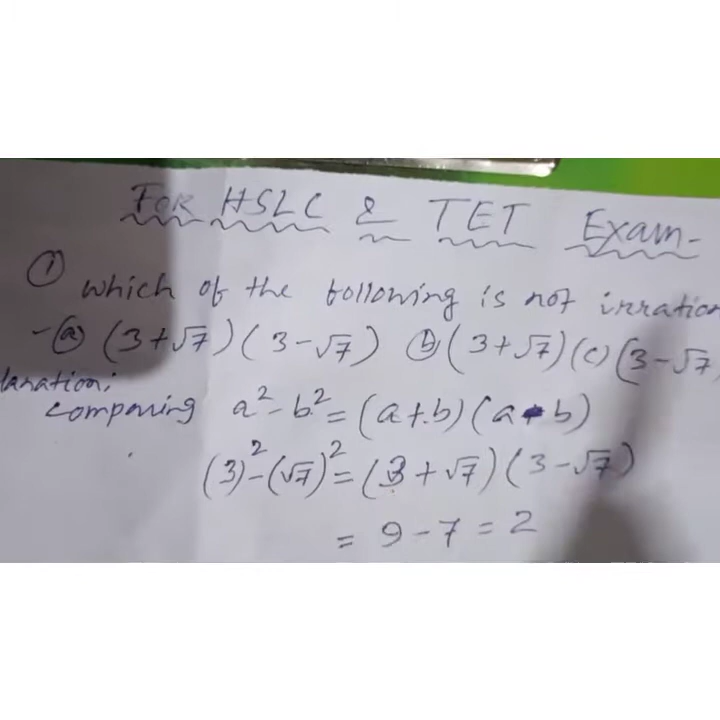 FOR HSLC & TET Exam-
① which of the following is not irration
-ⓐ (3+√7)(3-√7) ⓑ (3+√7) (c) (3-√7
lanation:
comparing a²-b²=(a+b)(a-b)
(3)²-(√7)²=(3+√7)(3-√7)
= 9-7=2